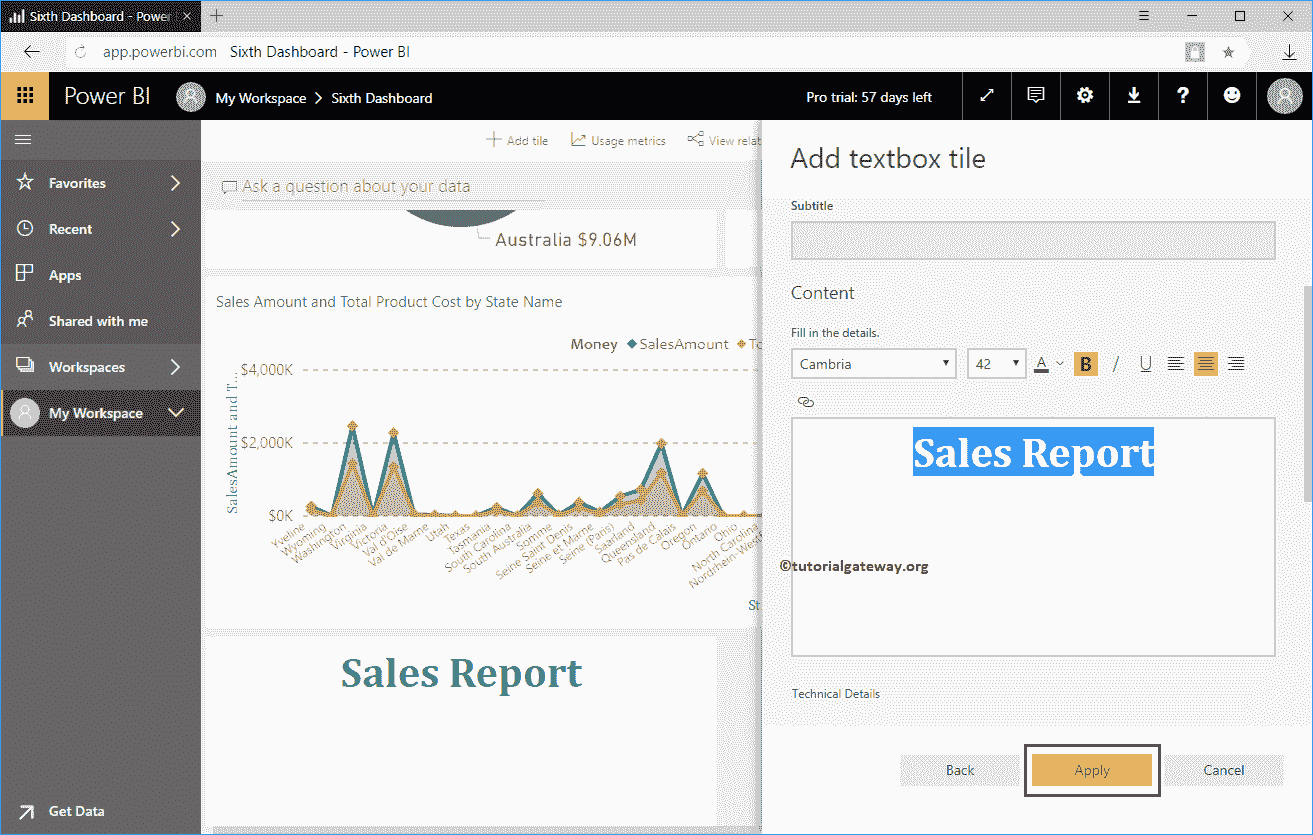 Sixth Dashboard - Power
app.powerbi.com Sixth Dashboard - Power BI
Power BI
My Workspace > Sixth Dashboard
Pro trial: 57 days left
?
Favorites
Recent
Apps
Shared with me
Workspaces
My Workspace
Get Data
Add tile
Usage metrics
View relat
Ask a question about your data
Australia $9.06M
Sales Amount and Total Product Cost by State Name
Money SalesAmount To
SalesAmount and T...
$4,000K
$2,000K
$0K
Yveline
Wyoming
Washington
Virginia
Victoria
Val d'Oise
Val de Marne
Utah
Texas
Tasmania
South Carolina
South Australia
Somme
Seine Saint Denis
Seine et Marne
Seine (Paris)
Saarland
Queensland
Pas de Calais
Oregon
Ontario
Ohio
North Carolina
Nordrhein-West
St
Sales Report
Add textbox tile
Subtitle
Content
Fill in the details.
Cambria
42
A
B
/
U
Sales Report
©tutorialgateway.org
Technical Details
Back
Apply
Cancel